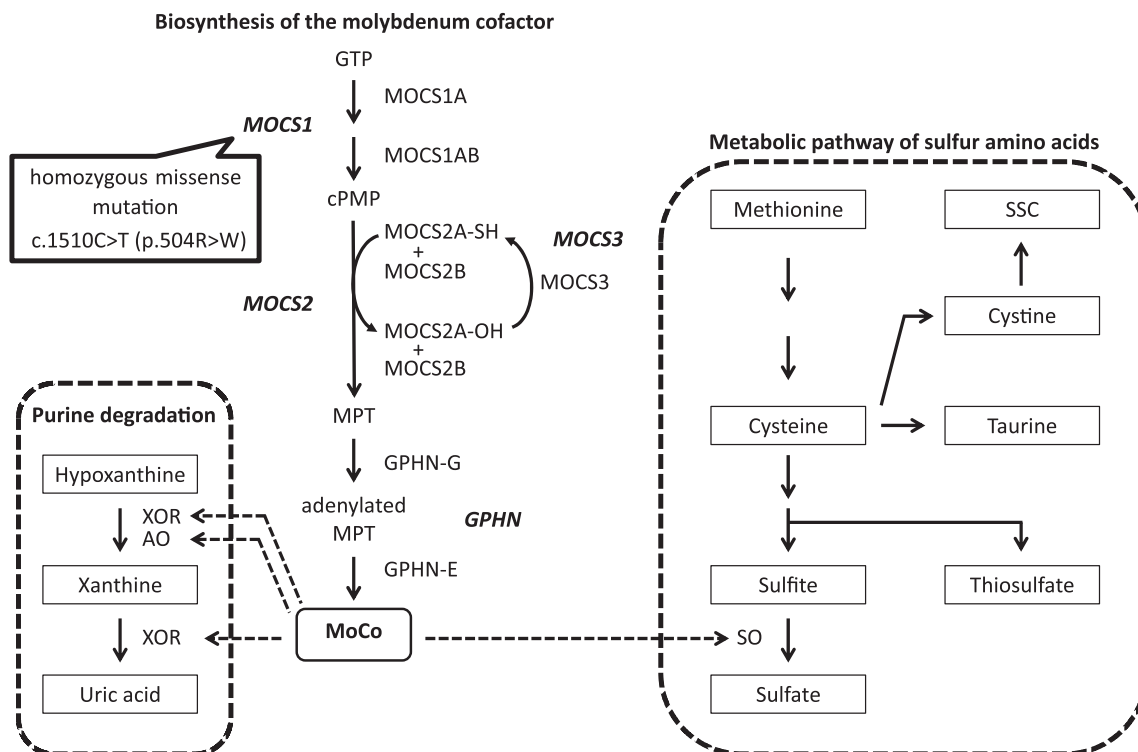 Biosynthesis of the molybdenum cofactor
GTP
MOCS1A
MOCS1
MOCS1AB
homozygous missense
mutation
c.1510C>T (p.504R>W)
cPMP
MOCS2A-SH
+
MOCS2B
MOCS3
MOCS3
MOCS2
MOCS2A-OH
+
MOCS2B
MPT
GPHN-G
adenylated
MPT
GPHN
GPHN-E
MoCo
Purine degradation
Hypoxanthine
XOR
AO
Xanthine
XOR
Uric acid
Metabolic pathway of sulfur amino acids
Methionine
SSC
Cystine
Cysteine
Taurine
Sulfite
Thiosulfate
SO
Sulfate